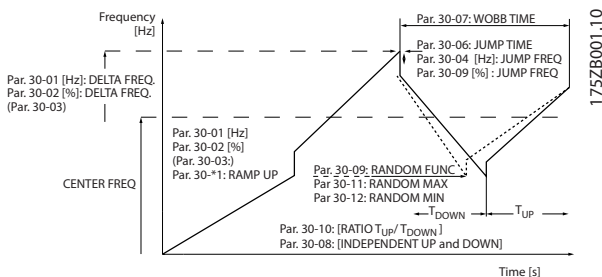 Frequency
[Hz]
Par. 30-07: WOBB TIME
Par. 30-06: JUMP TIME
Par. 30-04 [Hz]: JUMP FREQ
Par. 30-09 [%] : JUMP FREQ
175ZB001.10
Par. 30-01 [Hz]: DELTA FREQ.
Par. 30-02 [%]: DELTA FREQ.
(Par. 30-03)
Par. 30-01 [Hz]
Par. 30-02 [%]
(Par. 30-03:)
Par. 30-*1: RAMP UP
CENTER FREQ
Par. 30-09: RANDOM FUNC
Par 30-11: RANDOM MAX
Par 30-12: RANDOM MIN
TDOWN
TUP
Par. 30-10: [RATIO TUP/ TDOWN ]
Par. 30-08: [INDEPENDENT UP and DOWN]
Time [s]